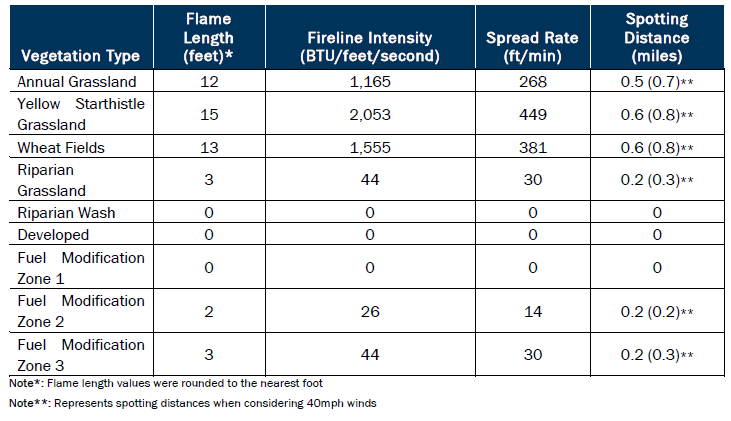 Vegetation Type Flame Length (feet)* Fireline Intensity (BTU/feet/second) Spread Rate (ft/min) Spotting Distance (miles)
Annual Grassland 12 1,165 268 0.5 (0.7)**
Yellow Starthistle Grassland 15 2,053 449 0.6 (0.8)**
Wheat Fields 13 1,555 381 0.6 (0.8)**
Riparian Grassland 3 44 30 0.2 (0.3)**
Riparian Wash 0 0 0 0
Developed 0 0 0 0
Fuel Modification Zone 1 0 0 0 0
Fuel Modification Zone 2 2 26 14 0.2 (0.2)**
Fuel Modification Zone 3 3 44 30 0.2 (0.3)**
Note*: Flame length values were rounded to the nearest foot
Note**: Represents spotting distances when considering 40mph winds